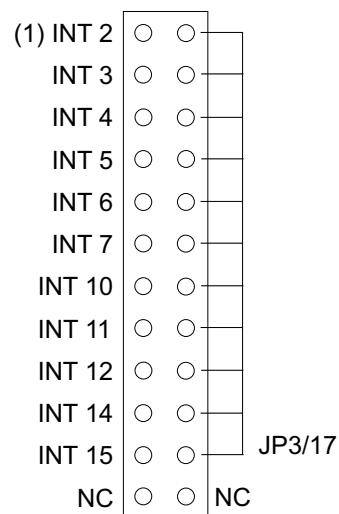 (1) INT 2
INT 3
INT 4
INT 5
INT 6
INT 7
INT 10
INT 11
INT 12
INT 14
INT 15 JP3/17
NC NC